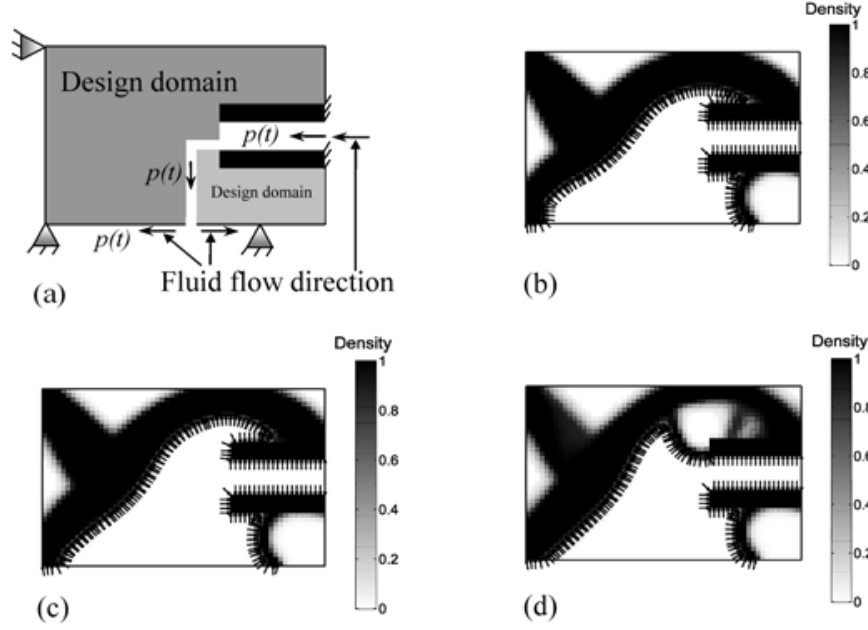 Design domain
p(t)
p(t)
Design domain
p(t)
Fluid flow direction
(a)
Density
1
0.8
0.6
0.4
0.2
0
(b)
Density
1
0.8
0.6
0.4
0.2
0
(c)
Density
1
0.8
0.6
0.4
0.2
0
(d)